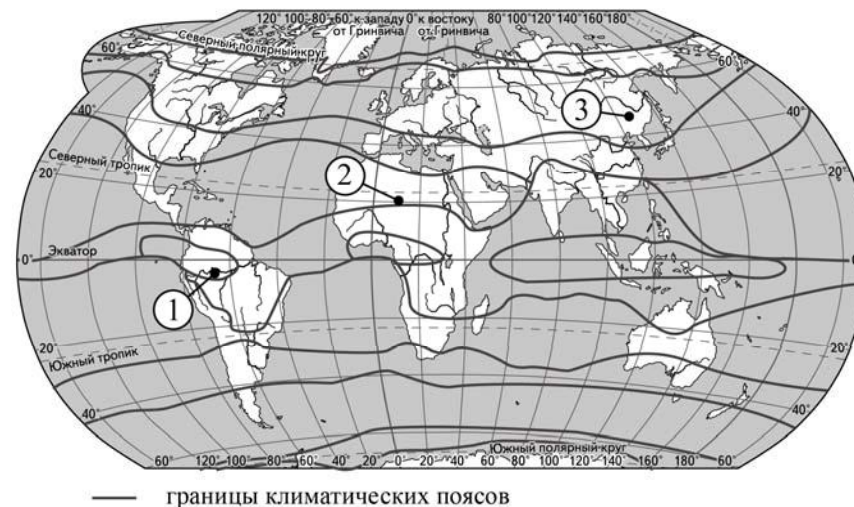 120° 100° 80° 60° к западу 0° к востоку 80° 100° 120° 140° 160° 180°
от Гринвича от Гринвича
Северный полярный круг
60° 60°
3
40° 40°
Северный тропик
2
20° 20°
Экватор
0° 0°
1
20° 20°
Южный тропик
40° 40°
Южный полярный круг
60° 120° 100° 80° 60° 40° 20° 0° 20° 40° 60° 80° 100° 120° 140° 160° 180° 60°
границы климатических поясов